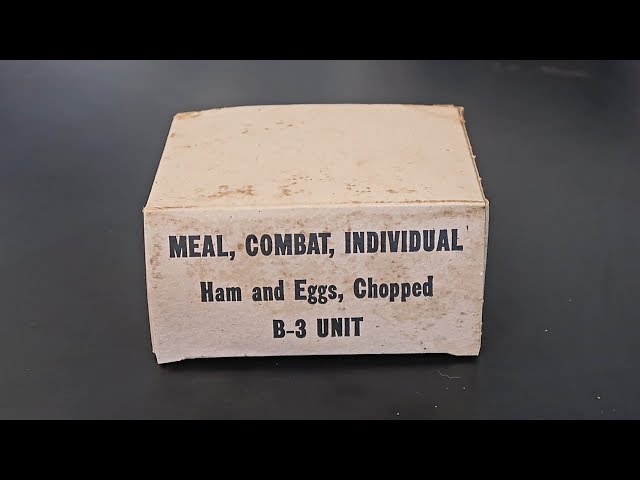 MEAL, COMBAT, INDIVIDUAL
Ham and Eggs, Chopped
B-3 UNIT